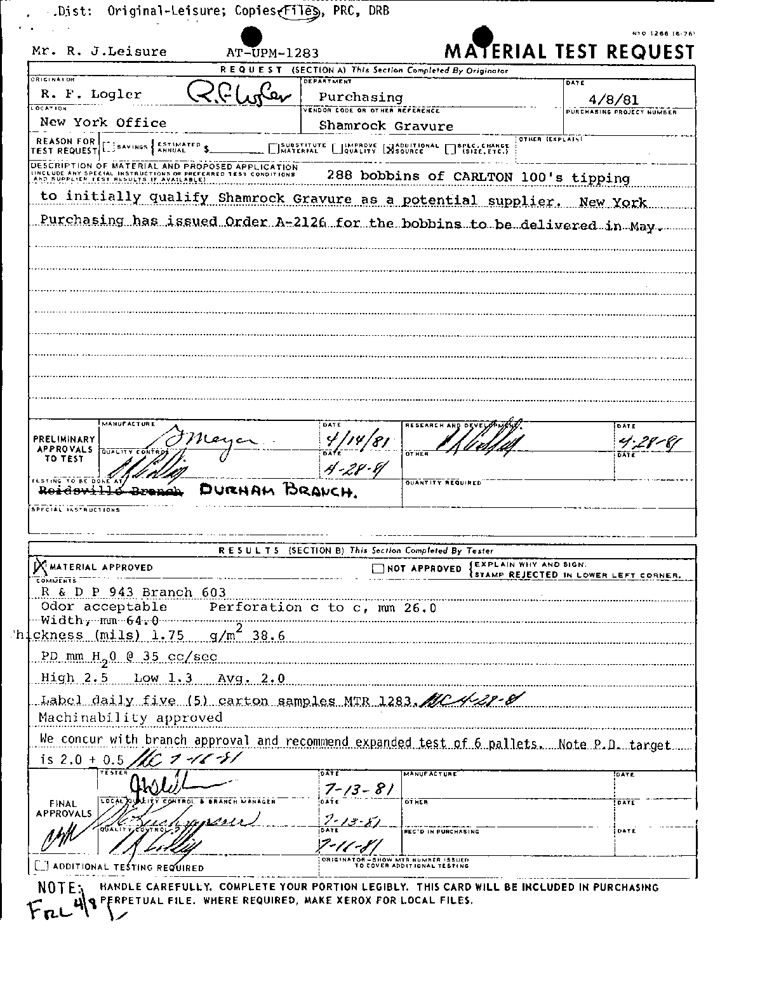 .Dist: Original-Leisure; Copies-Files, PRC, DRB
NYO 1266 (6-76)
Mr. R. J.Leisure AT-UPM-1283 MATERIAL TEST REQUEST
REQUEST (SECTION A) This Section Completed By Originator
ORIGINATOR DEPARTMENT DATE
R. F. Logler R.F. Logler Purchasing 4/8/81
LOCATION VENDOR CODE OR OTHER REFERENCE PURCHASING PROJECT NUMBER
New York Office Shamrock Gravure
REASON FOR TEST REQUEST SAVINGS ESTIMATED ANNUAL $ SUBSTITUTE MATERIAL IMPROVE QUALITY ADDITIONAL SOURCE SPEC. CHANGE (SIZE, ETC.) OTHER (EXPLAIN)
DESCRIPTION OF MATERIAL AND PROPOSED APPLICATION
(INCLUDE ANY SPECIAL INSTRUCTIONS OR PREFERRED TEST CONDITIONS
AND SUPPLIER TEST RESULTS IF AVAILABLE)
288 bobbins of CARLTON 100's tipping
to initially qualify Shamrock Gravure as a potential supplier. New York
Purchasing has issued Order A-2126 for the bobbins to be delivered in May.
PRELIMINARY APPROVALS TO TEST
MANUFACTURE DATE RESEARCH AND DEVELOPMENT DATE
J Meyer 4/14/81 4-28-81
QUALITY CONTROL DATE OTHER DATE
4-28-81
TESTING TO BE DONE AT QUANTITY REQUIRED
Reidsville Branch DURHAM BRANCH.
SPECIAL INSTRUCTIONS
RESULTS (SECTION B) This Section Completed By Tester
X MATERIAL APPROVED NOT APPROVED {EXPLAIN WHY AND SIGN.
{STAMP REJECTED IN LOWER LEFT CORNER.
COMMENTS
R & D P 943 Branch 603
Odor acceptable Perforation c to c, mm 26.0
Width, mm 64.0
Thickness (mils) 1.75 g/m2 38.6
PD mm H2O @ 35 cc/sec
High 2.5 Low 1.3 Avg. 2.0
Label daily five (5) carton samples MTR 1283. 4-28-81
Machinability approved
We concur with branch approval and recommend expanded test of 6 pallets. Note P.D. target
is 2.0 + 0.5 7-16-81
FINAL APPROVALS
TESTER DATE MANUFACTURE DATE
7-13-81
LOCAL QUALITY CONTROL & BRANCH MANAGER DATE OTHER DATE
7-13-81
QUALITY CONTROL DATE REC'D IN PURCHASING DATE
7-16-81
ADDITIONAL TESTING REQUIRED ORIGINATOR-SHOW MTR NUMBER ISSUED
TO COVER ADDITIONAL TESTING
NOTE: HANDLE CAREFULLY. COMPLETE YOUR PORTION LEGIBLY. THIS CARD WILL BE INCLUDED IN PURCHASING
PERPETUAL FILE. WHERE REQUIRED, MAKE XEROX FOR LOCAL FILES.